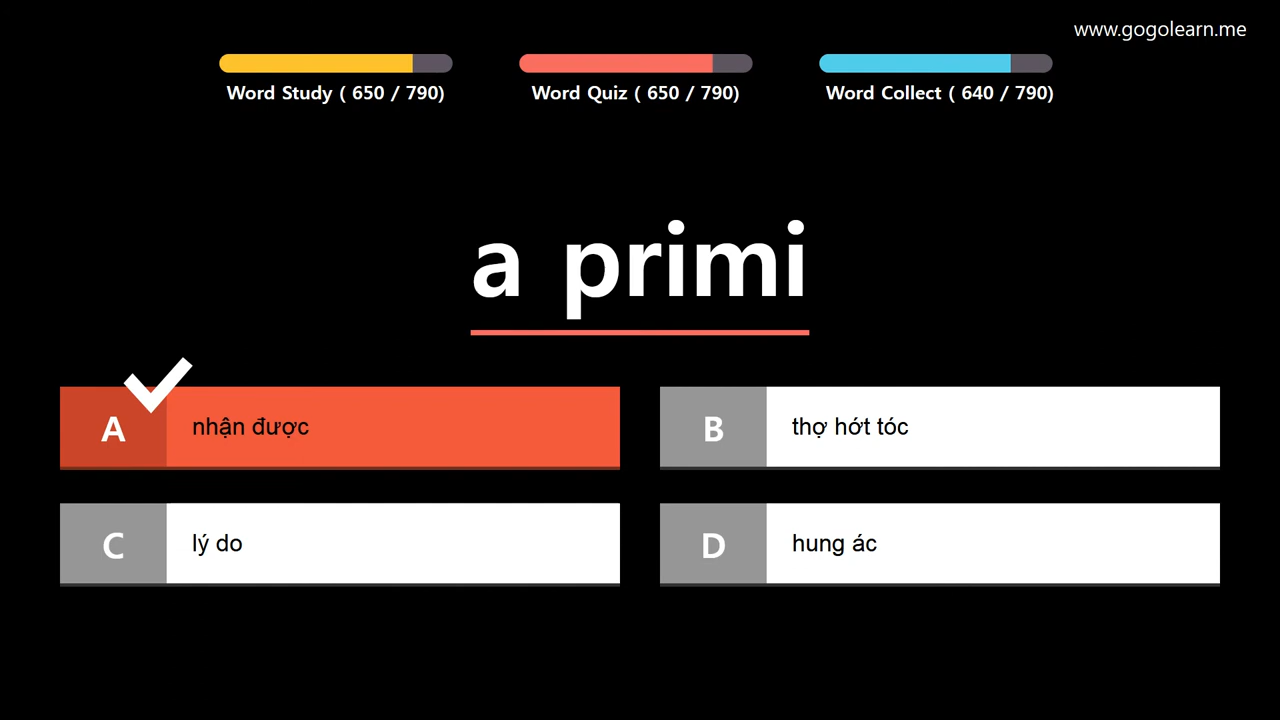 www.gogolearn.me
Word Study ( 650 / 790)
Word Quiz ( 650 / 790)
Word Collect ( 640 / 790)
a primi
A nhận được
B thợ hớt tóc
C lý do
D hung ác